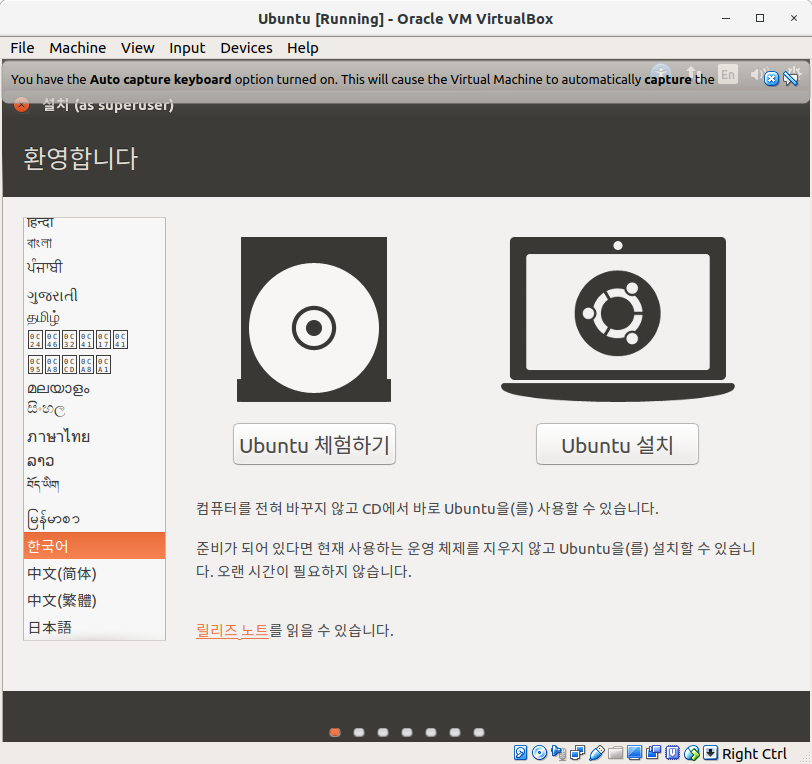 Ubuntu [Running] - Oracle VM VirtualBox
File Machine View Input Devices Help
You have the Auto capture keyboard option turned on. This will cause the Virtual Machine to automatically capture the
En
설치 (as superuser)
환영합니다
हिन्दी
বাংলা
ਪੰਜਾਬੀ
ગુજરાતી
தமிழ்
മലയാളം
සිංහල
ภาษาไทย
ລາວ
བོད་ཡིག
မြန်မာစာ
한국어
中文(简体)
中文(繁體)
日本語
Ubuntu 체험하기
Ubuntu 설치
컴퓨터를 전혀 바꾸지 않고 CD에서 바로 Ubuntu을(를) 사용할 수 있습니다.
준비가 되어 있다면 현재 사용하는 운영 체제를 지우지 않고 Ubuntu을(를) 설치할 수 있습니
다. 오랜 시간이 필요하지 않습니다.
릴리즈 노트를 읽을 수 있습니다.
Right Ctrl